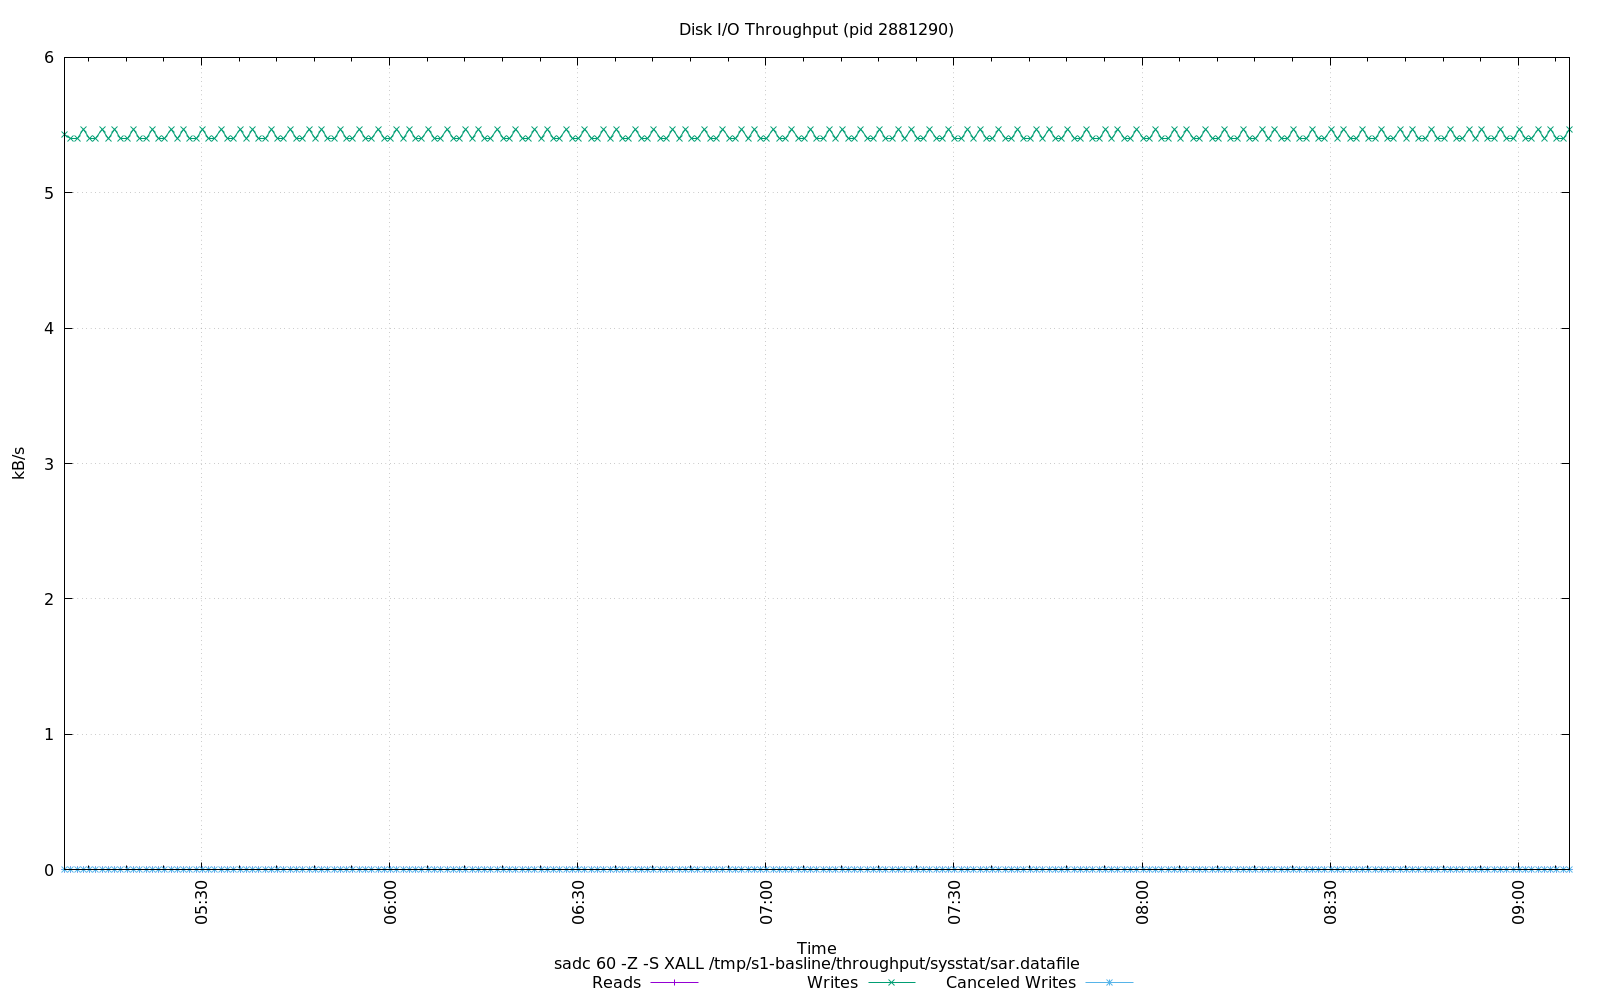 Disk I/O Throughput (pid 2881290)
6
5
4
3
2
1
0
kB/s
05:30 06:00 06:30 07:00 07:30 08:00 08:30 09:00
Time
sadc 60 -Z -S XALL /tmp/s1-basline/throughput/sysstat/sar.datafile
Reads Writes Canceled Writes